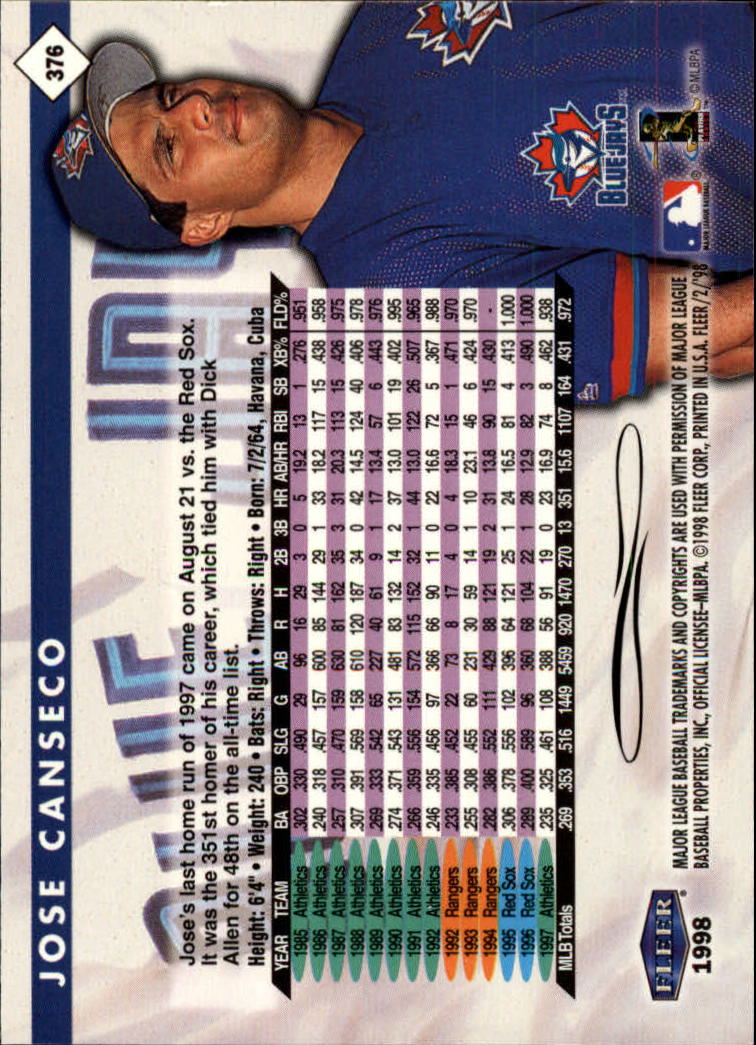 376
JOSE CANSECO
Jose's last home run of 1997 came on August 21 vs. the Red Sox.
It was the 351st homer of his career, which tied him with Dick
Allen for 48th on the all-time list.
Height: 6'4" • Weight: 240 • Bats: Right • Throws: Right • Born: 7/2/64, Havana, Cuba
YEAR TEAM BA OBP SLG G AB R H 2B 3B HR AB/HR RBI SB XB% FLD%
1985 Athletics .302 .330 .490 29 96 16 29 3 0 5 19.2 13 1 .276 .951
1986 Athletics .240 .318 .457 157 600 85 144 29 1 33 18.2 117 15 .438 .958
1987 Athletics .257 .310 .470 159 630 81 162 35 3 31 20.3 113 15 .426 .975
1988 Athletics .307 .391 .569 158 610 120 187 34 0 42 14.5 124 40 .406 .978
1989 Athletics .269 .333 .542 65 227 40 61 9 1 17 13.4 57 6 .443 .976
1990 Athletics .274 .371 .543 131 481 83 132 14 2 37 13.0 101 19 .402 .995
1991 Athletics .266 .359 .556 154 572 115 152 32 1 44 13.0 122 26 .507 .965
1992 Athletics .246 .335 .456 97 366 66 90 11 0 22 16.6 72 5 .367 .988
1992 Rangers .233 .385 .452 22 73 8 17 4 0 4 18.3 15 1 .471 .970
1993 Rangers .255 .308 .455 60 231 30 59 14 1 10 23.1 46 6 .424 .970
1994 Rangers .282 .386 .552 111 429 88 121 19 2 31 13.8 90 15 .430 -
1995 Red Sox .306 .378 .556 102 396 64 121 25 1 24 16.5 81 4 .413 1.000
1996 Red Sox .289 .400 .589 96 360 68 104 22 1 28 12.9 82 3 .490 1.000
1997 Athletics .235 .325 .461 108 388 56 91 19 0 23 16.9 74 8 .462 .938
MLB Totals .269 .353 .516 1449 5459 920 1470 270 13 351 15.6 1107 164 .431 .972
BLUE JAYS
©MLBPA
MAJOR LEAGUE BASEBALL
FLEER®
1998
MAJOR LEAGUE BASEBALL TRADEMARKS AND COPYRIGHTS ARE USED WITH PERMISSION OF MAJOR LEAGUE
BASEBALL PROPERTIES, INC., OFFICIAL LICENSEE–MLBPA. ©1998 FLEER CORP., PRINTED IN U.S.A. FLEER/2/'98